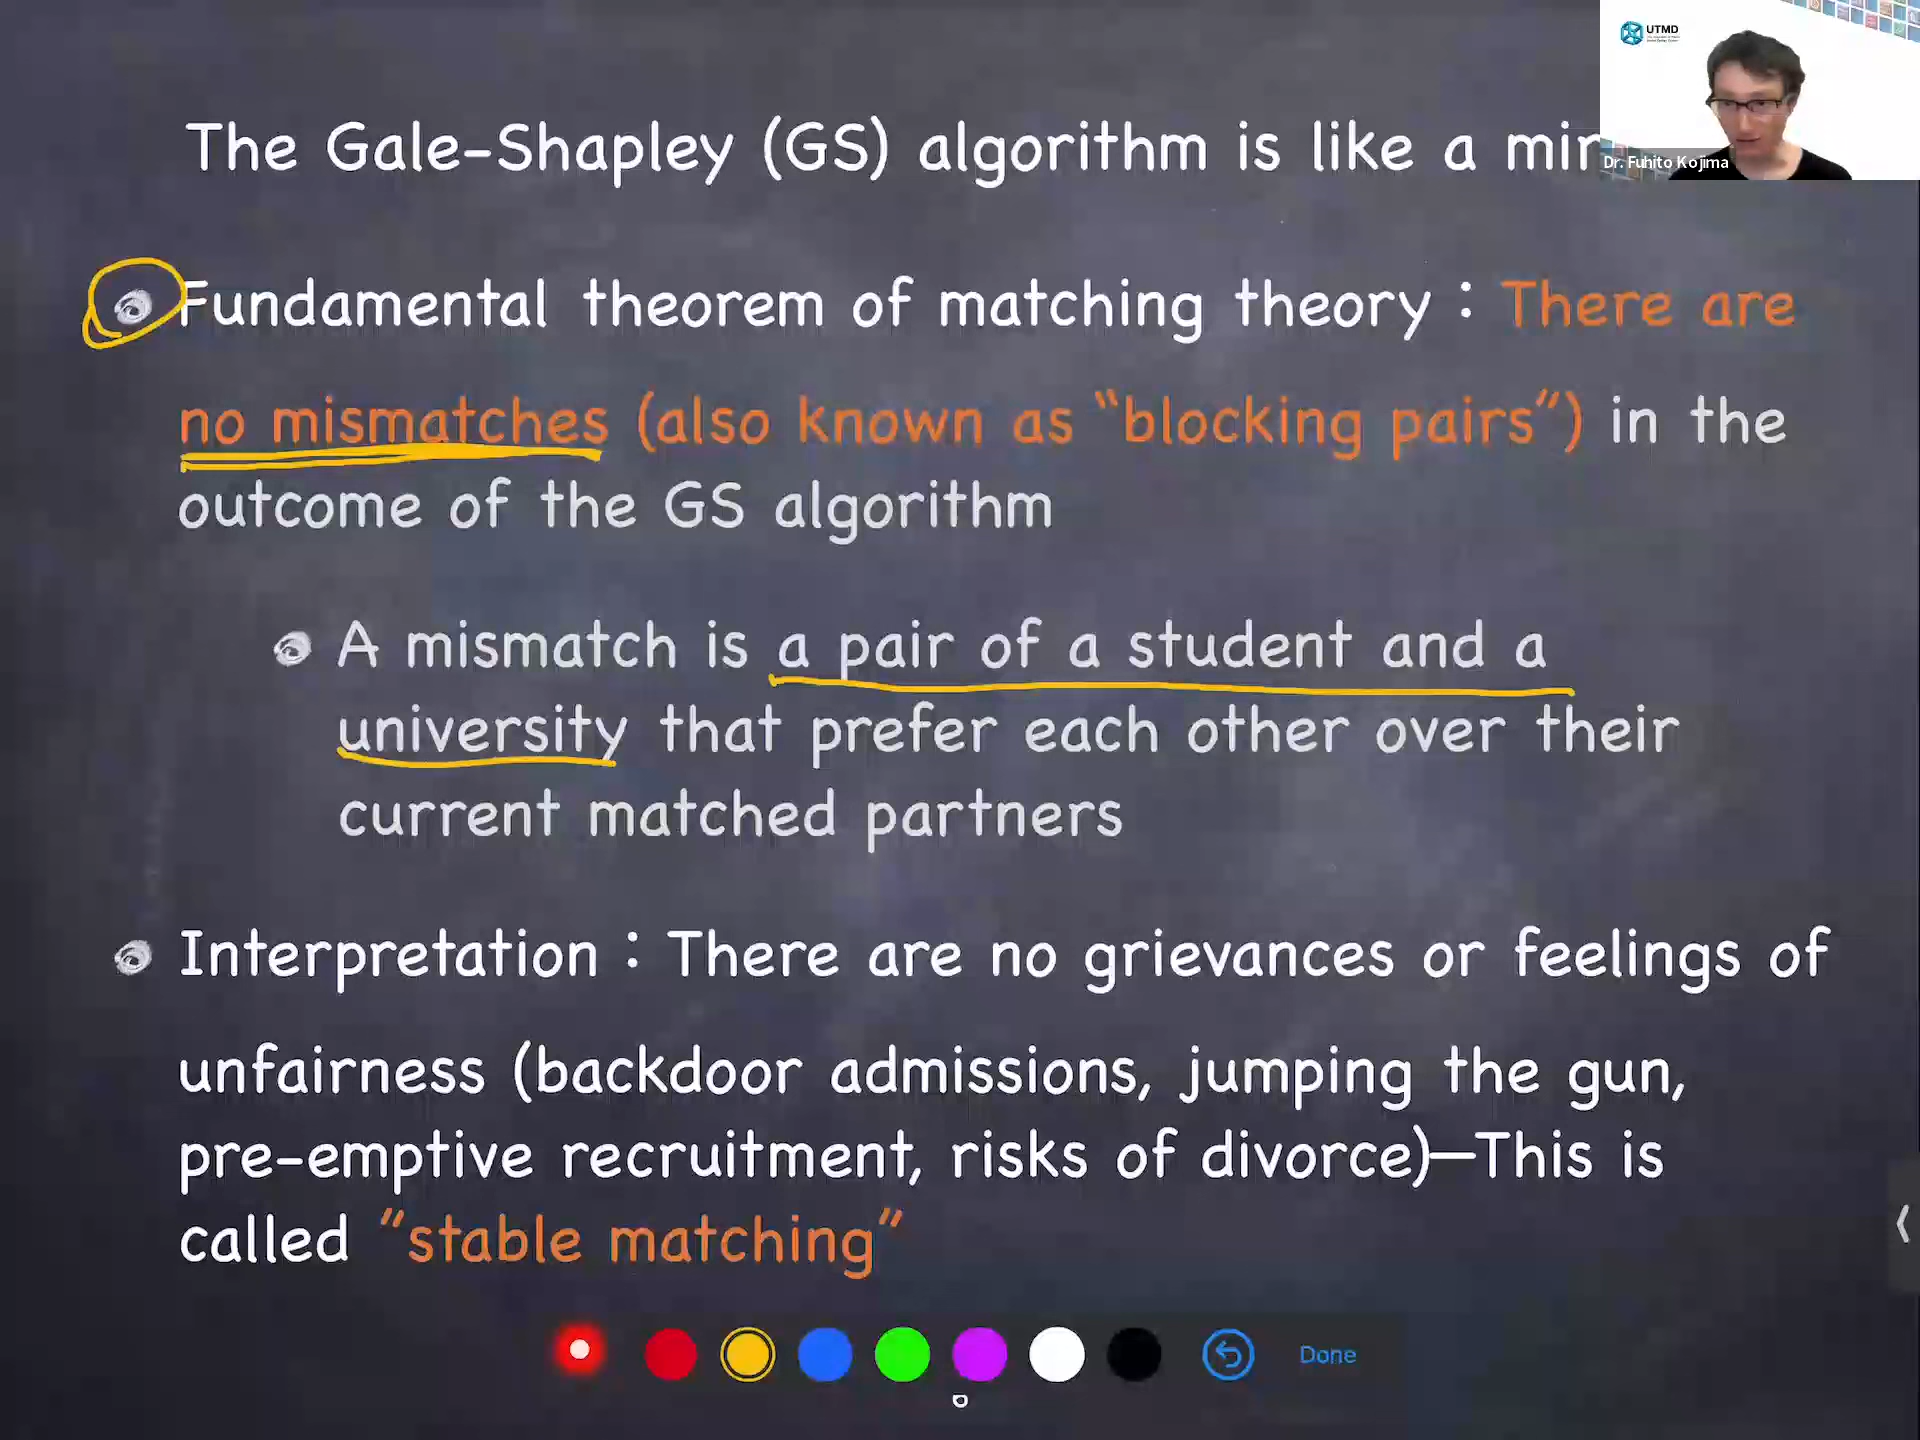 UTMD
The Gale-Shapley (GS) algorithm is like a
Dr. Fuhito Kojima
Fundamental theorem of matching theory : There are
no mismatches (also known as “blocking pairs”) in the
outcome of the GS algorithm
A mismatch is a pair of a student and a
university that prefer each other over their
current matched partners
Interpretation : There are no grievances or feelings of
unfairness (backdoor admissions, jumping the gun,
pre-emptive recruitment, risks of divorce)—This is
called “stable matching”
Done